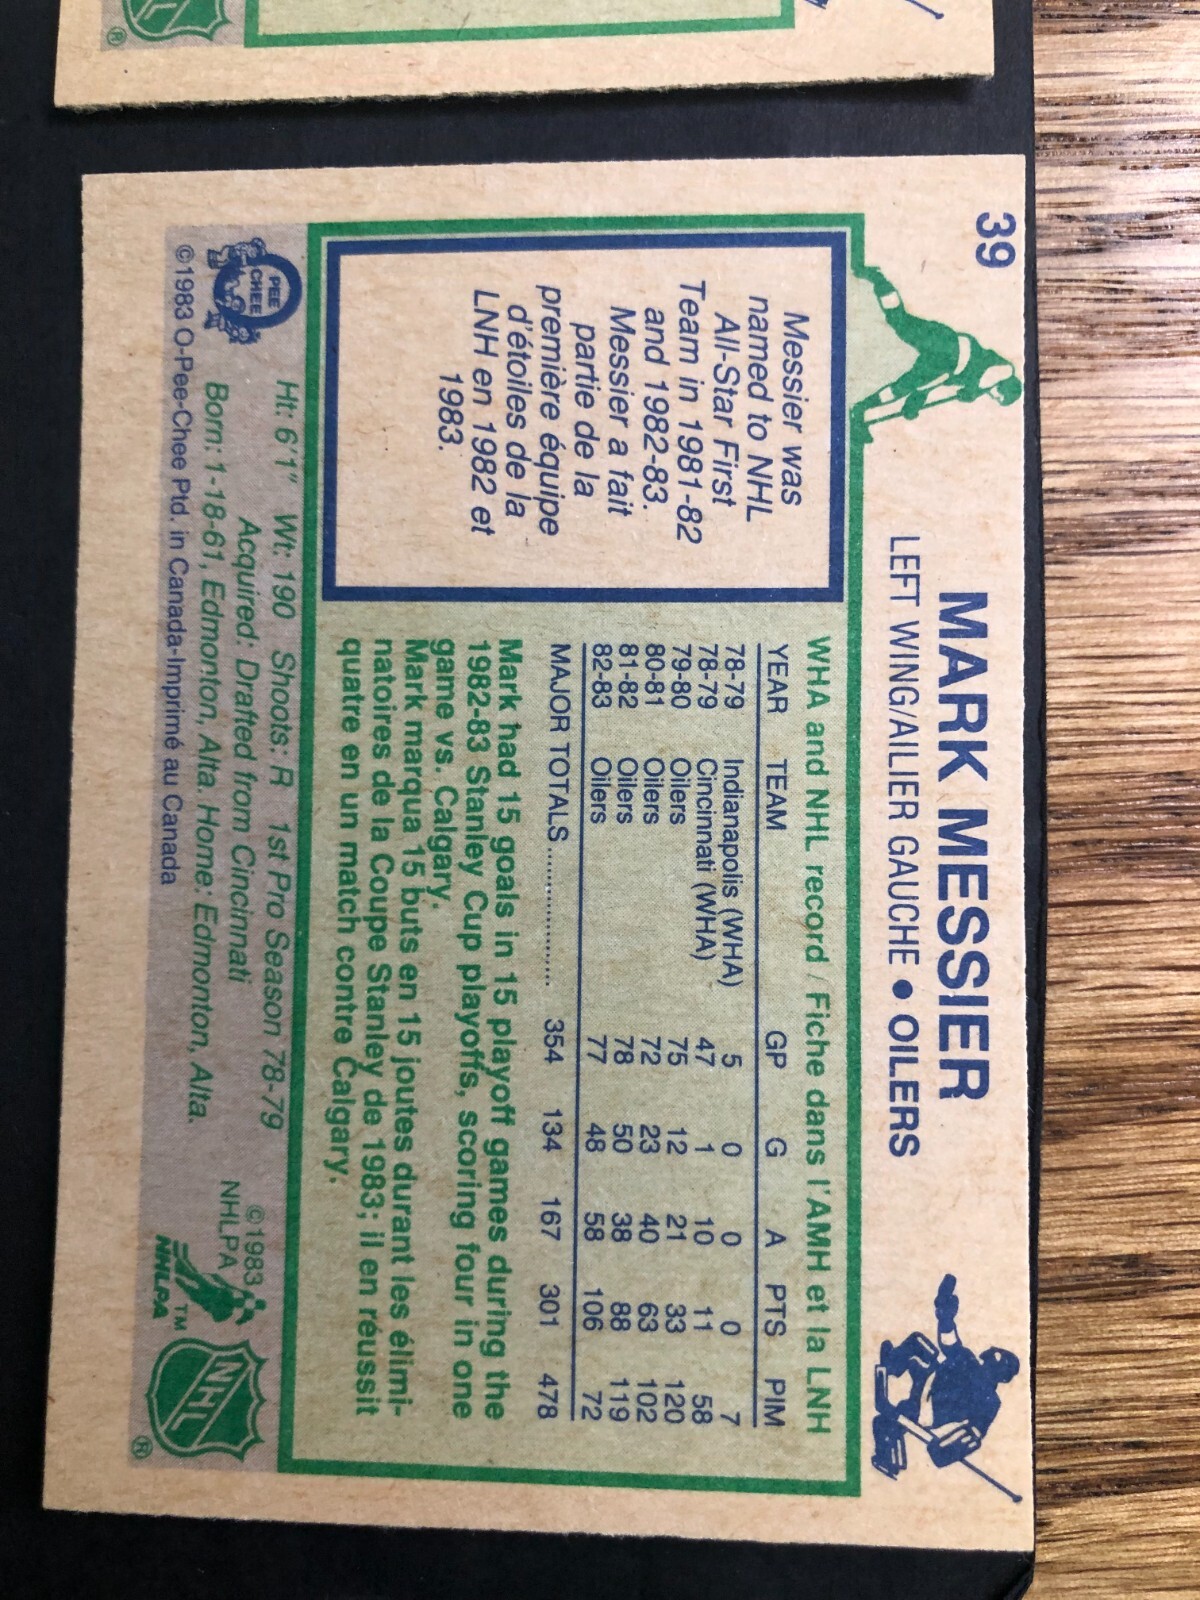 39
MARK MESSIER
LEFT WING/AILIER GAUCHE • OILERS
Messier was
named to NHL
All-Star First
Team in 1981-82
and 1982-83.
Messier a fait
partie de la
première équipe
d'étoiles de la
LNH en 1982 et
1983.
WHA and NHL record / Fiche dans l'AMH et la LNH
YEAR TEAM GP G A PTS PIM
78-79 Indianapolis (WHA) 5 0 0 0 7
78-79 Cincinnati (WHA) 47 1 10 11 58
79-80 Oilers 75 12 21 33 120
80-81 Oilers 72 23 40 63 102
81-82 Oilers 78 50 38 88 119
82-83 Oilers 77 48 58 106 72
MAJOR TOTALS ................ 354 134 167 301 478
Mark had 15 goals in 15 playoff games during the
1982-83 Stanley Cup playoffs, scoring four in one
game vs. Calgary.
Mark marqua 15 buts en 15 joutes durant les élimi-
natoires de la Coupe Stanley de 1983; il en réussit
quatre en un match contre Calgary.
O
PEE
CHEE
Ht: 6'1" Wt: 190 Shoots: R 1st Pro Season 78-79
Acquired: Drafted from Cincinnati
Born: 1-18-61, Edmonton, Alta. Home: Edmonton, Alta.
©1983 O-Pee-Chee Ptd. in Canada-Imprimé au Canada
©1983
NHLPA
TM
NHLPA
NHL
®
®